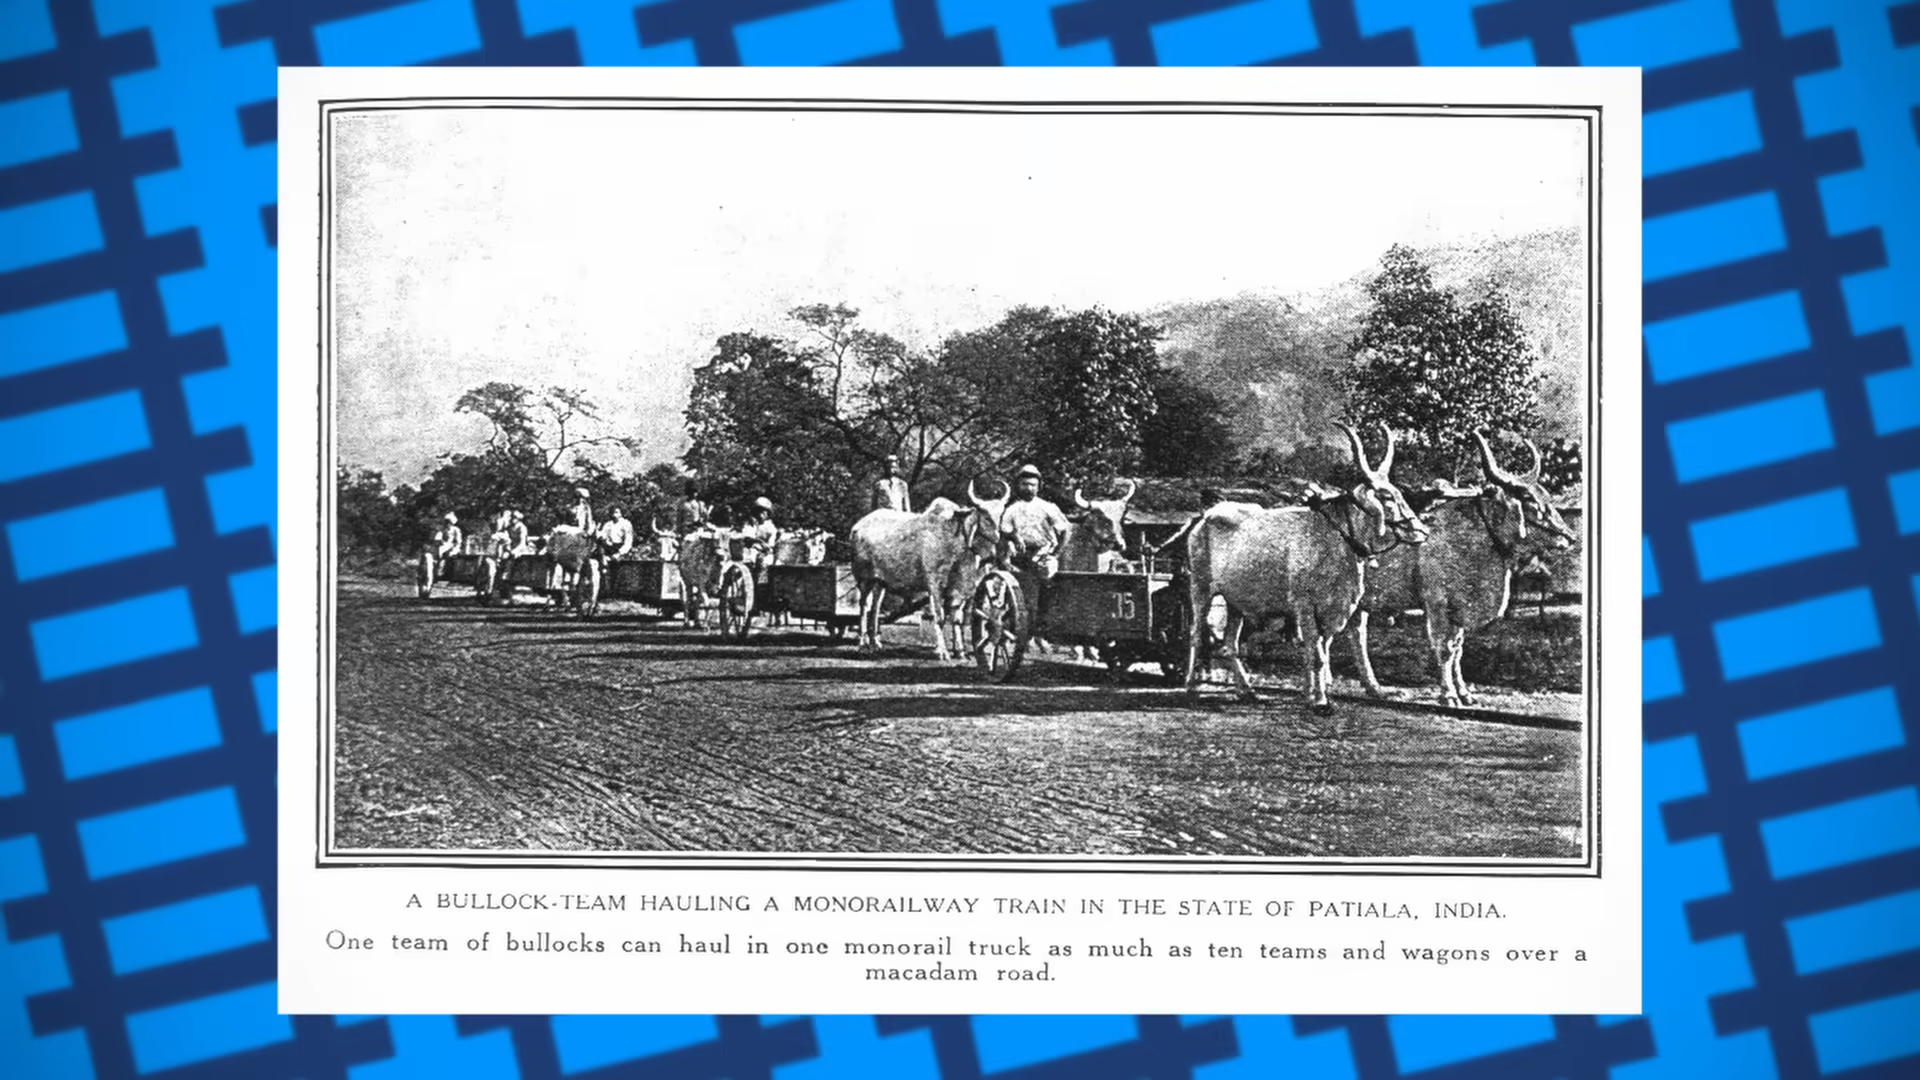 35
A BULLOCK-TEAM HAULING A MONORAILWAY TRAIN IN THE STATE OF PATIALA, INDIA.
One team of bullocks can haul in one monorail truck as much as ten teams and wagons over a
macadam road.